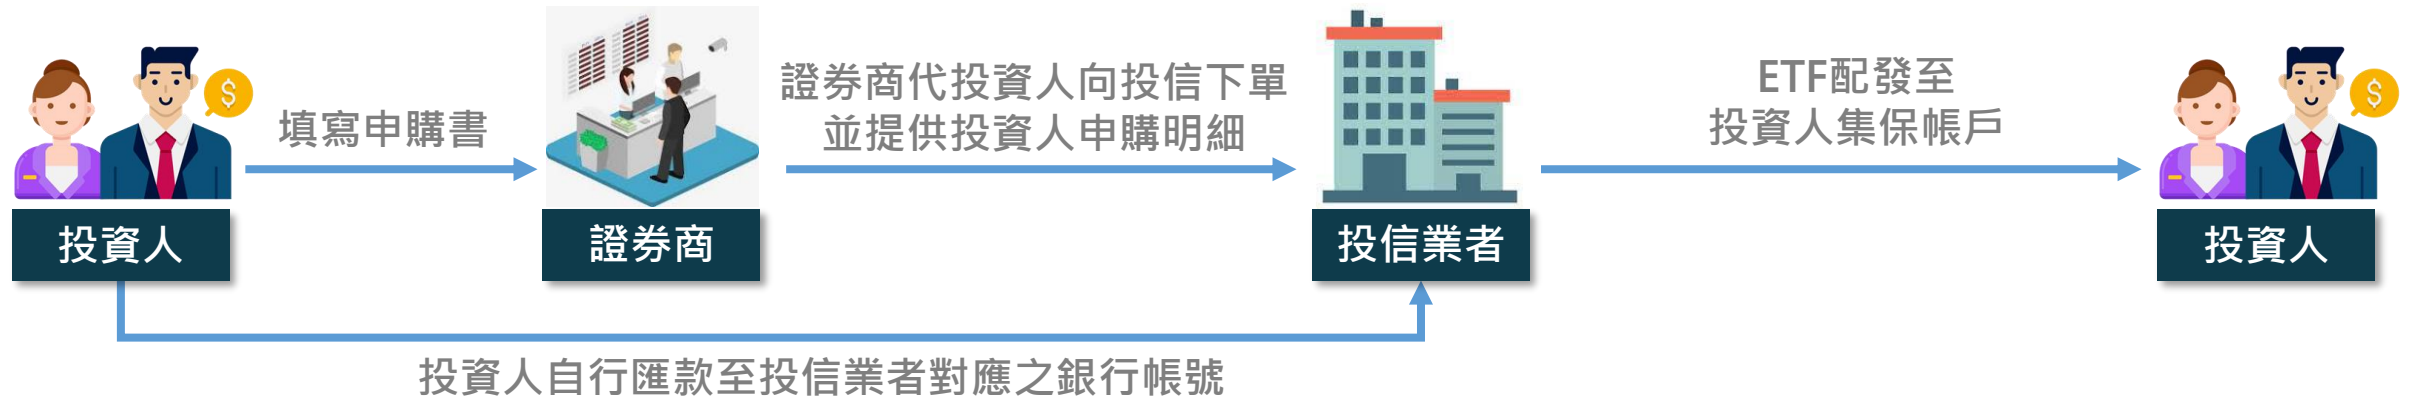 填寫申購書
證券商代投資人向投信下單
並提供投資人申購明細
ETF配發至
投資人集保帳戶
投資人
證券商
投信業者
投資人
投資人自行匯款至投信業者對應之銀行帳號
$
$